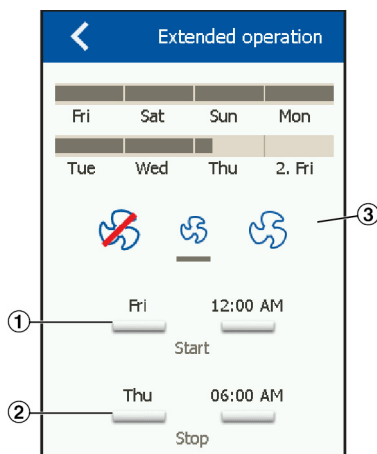 Extended operation
Fri Sat Sun Mon
Tue Wed Thu 2. Fri
3
Fri 12:00 AM
1
Start
Thu 06:00 AM
2
Stop